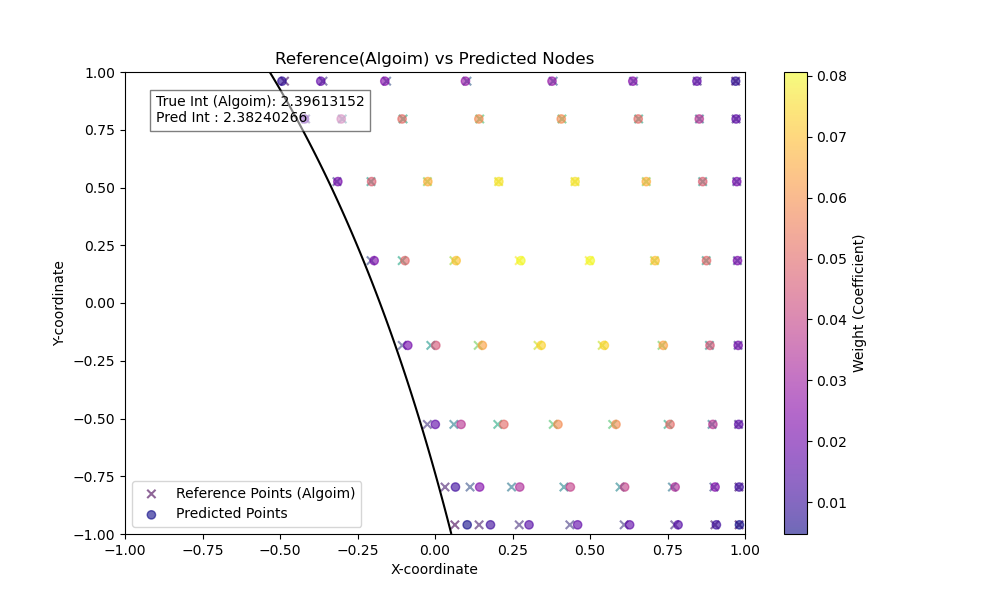 Reference(Algoim) vs Predicted Nodes
True Int (Algoim): 2.39613152
Pred Int : 2.38240266
Y-coordinate
1.00
0.75
0.50
0.25
0.00
−0.25
−0.50
−0.75
−1.00
Reference Points (Algoim)
Predicted Points
−1.00 −0.75 −0.50 −0.25 0.00 0.25 0.50 0.75 1.00
X-coordinate
0.08
0.07
0.06
0.05
0.04
0.03
0.02
0.01
Weight (Coefficient)